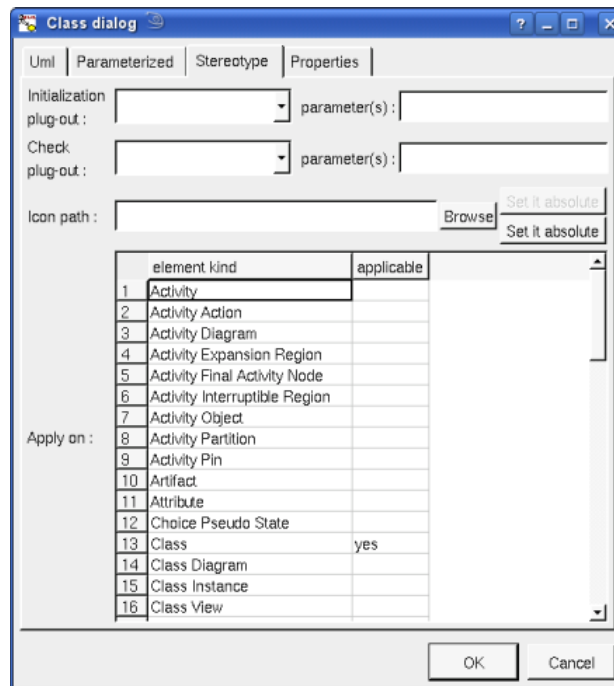 Class dialog
Uml Parameterized Stereotype Properties
Initialization plug-out : parameter(s) :
Check plug-out : parameter(s) :
Set it absolute
Icon path : Browse
Set it absolute
element kind applicable
1 Activity
2 Activity Action
3 Activity Diagram
4 Activity Expansion Region
5 Activity Final Activity Node
6 Activity Interruptible Region
7 Activity Object
Apply on : 8 Activity Partition
9 Activity Pin
10 Artifact
11 Attribute
12 Choice Pseudo State
13 Class yes
14 Class Diagram
15 Class Instance
16 Class View
OK Cancel